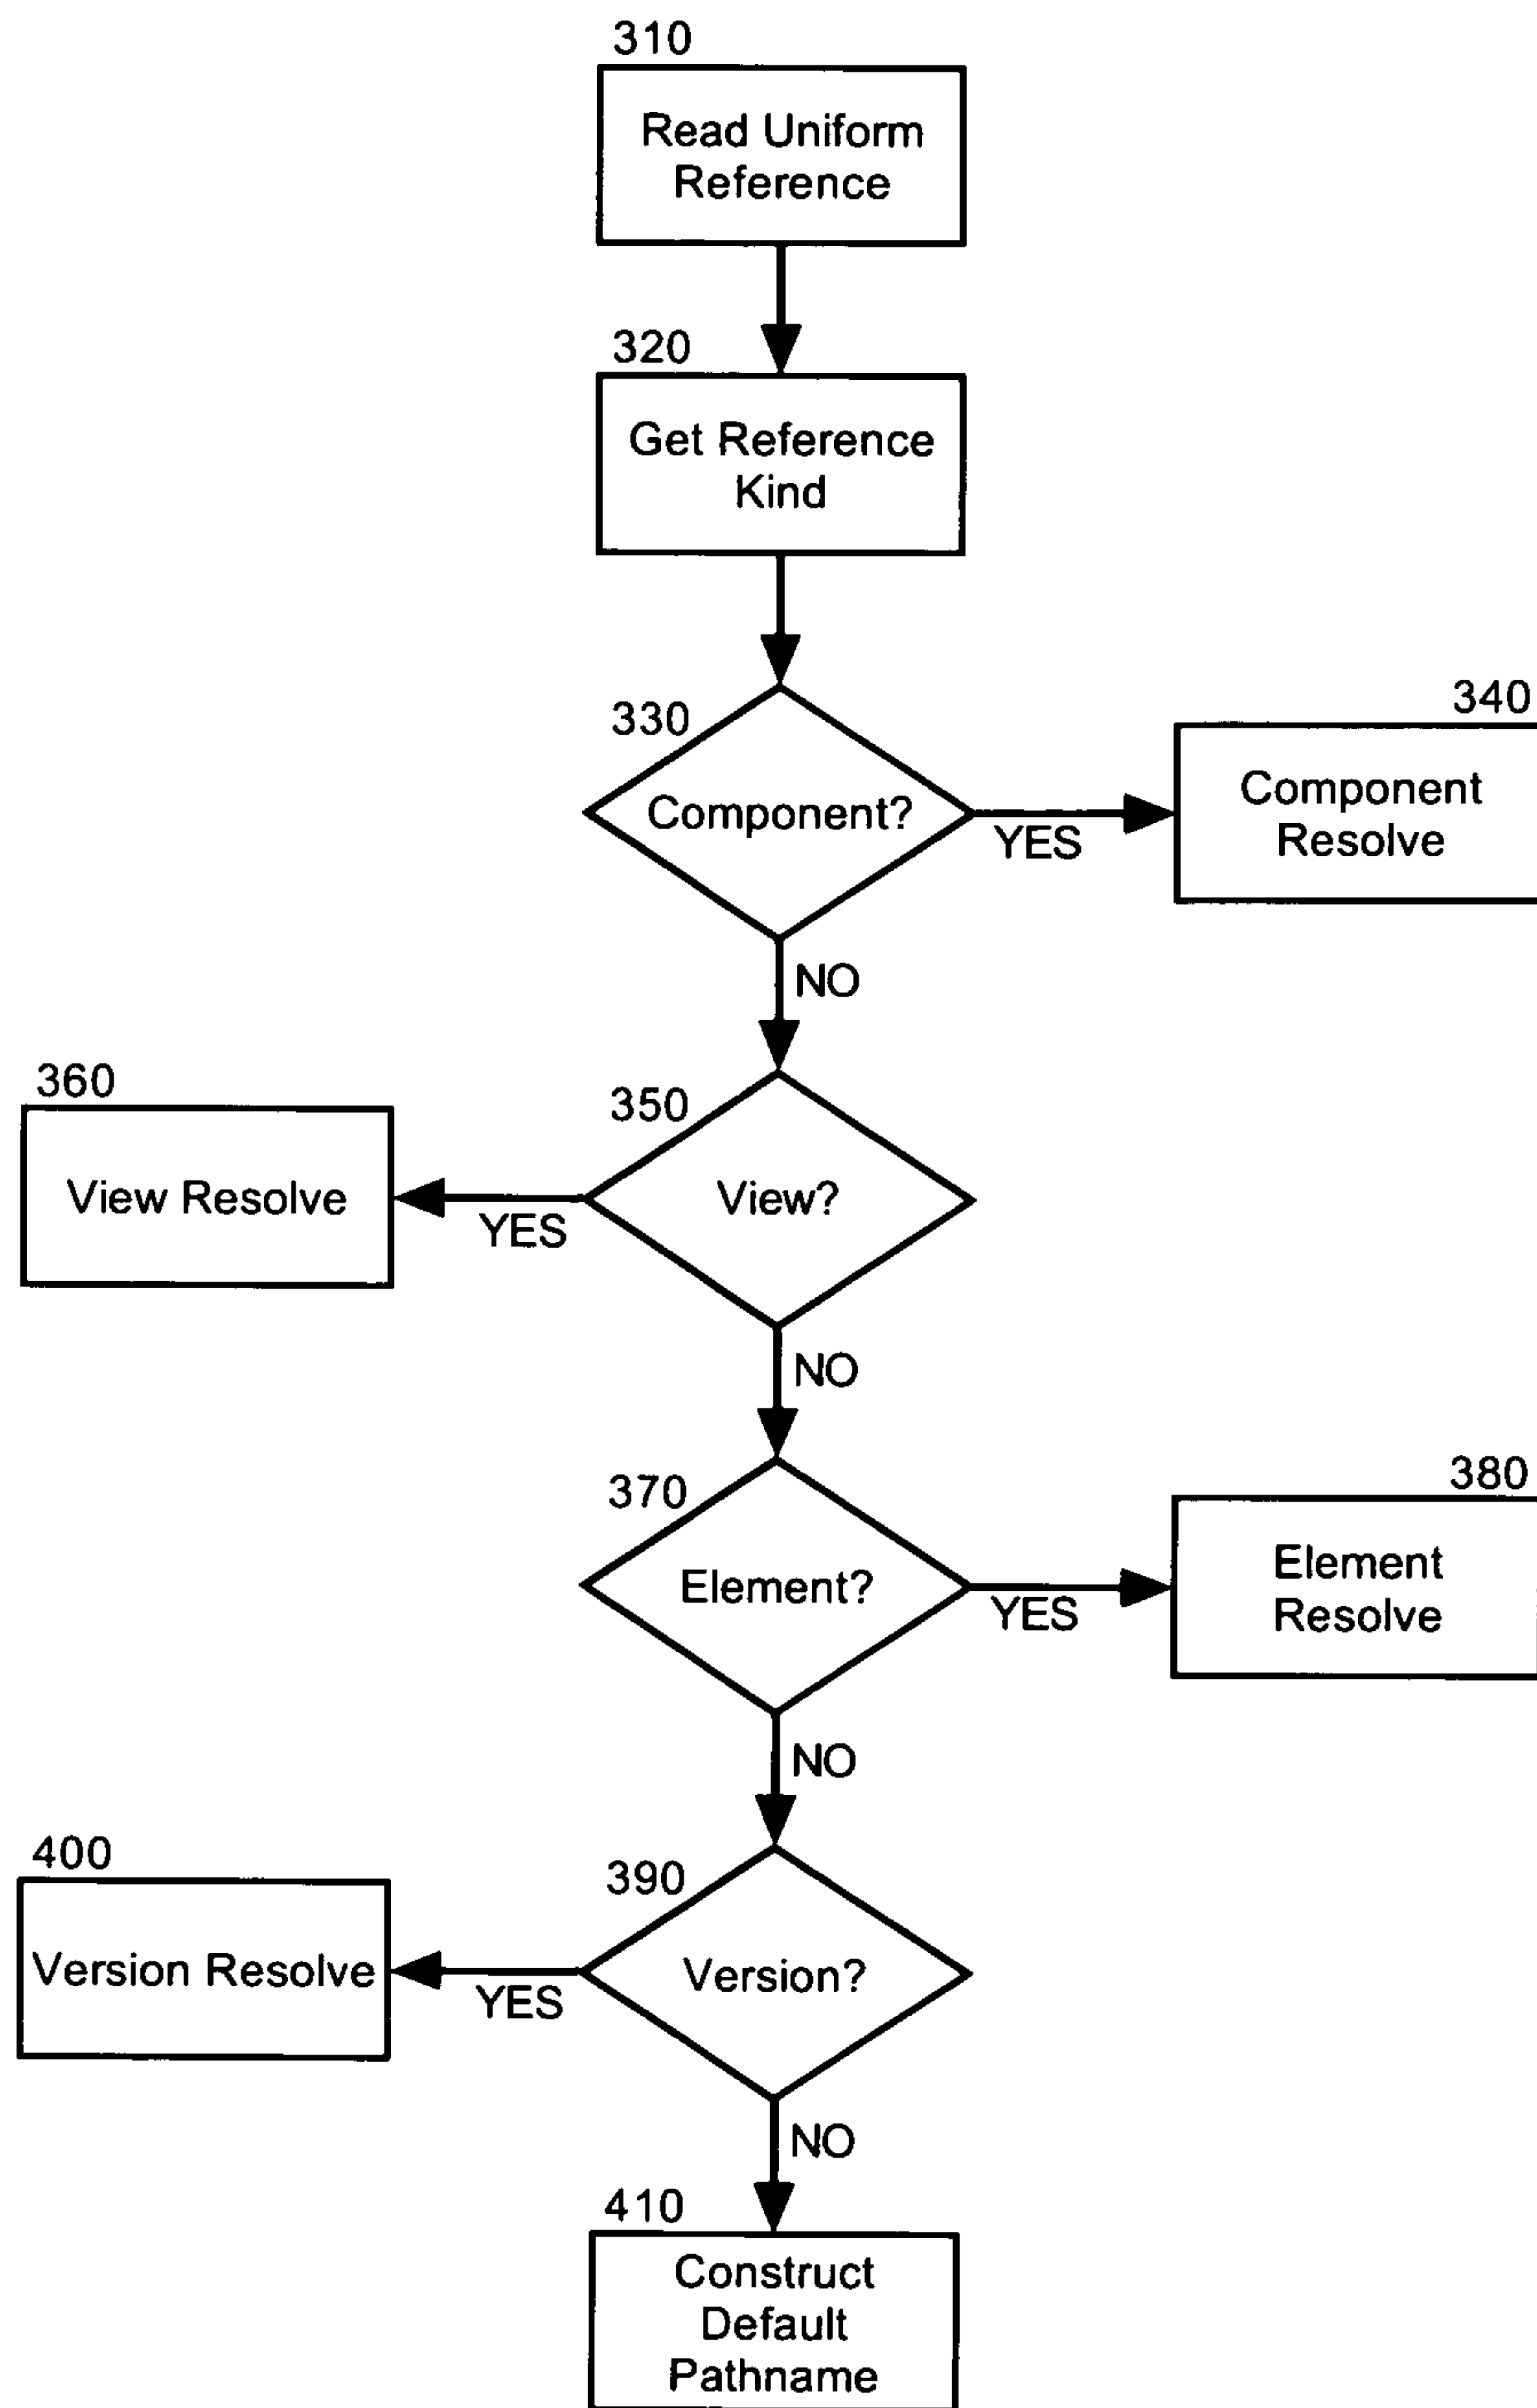 310
Read Uniform
Reference
320
Get Reference
Kind
330
Component?
YES
340
Component
Resolve
NO
350
View?
YES
360
View Resolve
NO
370
Element?
YES
380
Element
Resolve
NO
390
Version?
YES
400
Version Resolve
NO
410
Construct
Default
Pathname